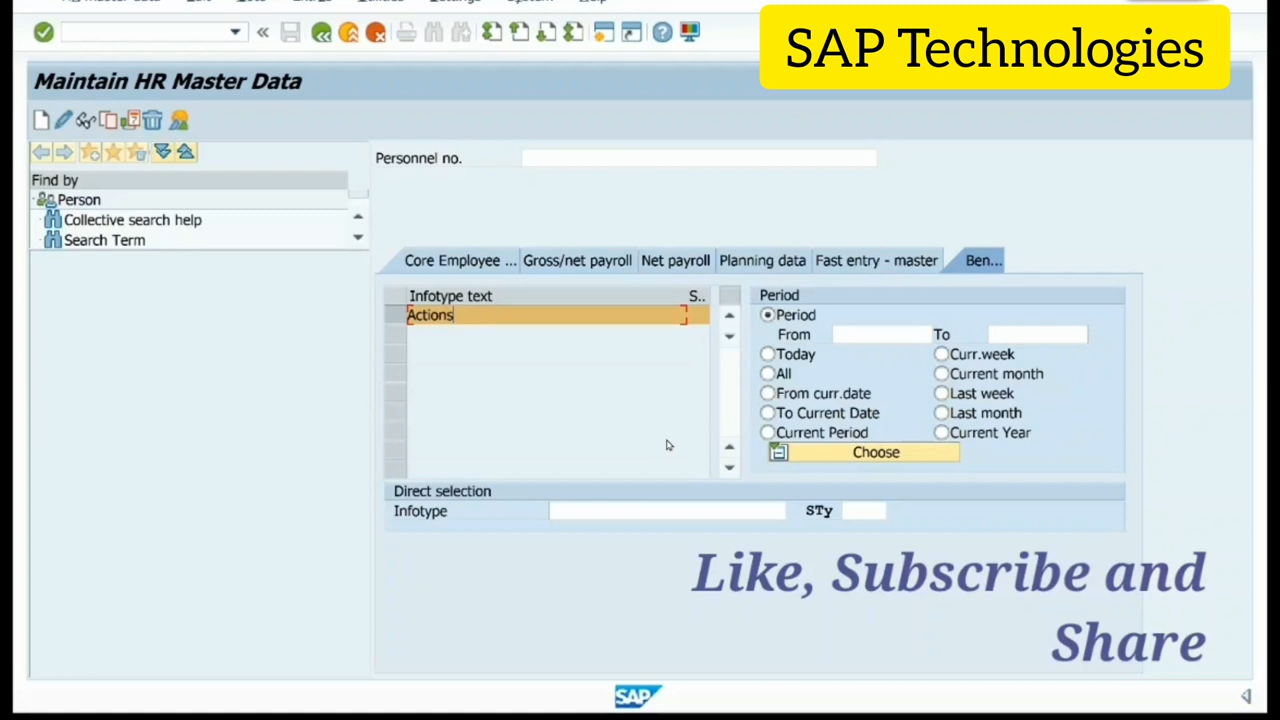 SAP Technologies
Maintain HR Master Data
Find by
Person
Collective search help
Search Term
Personnel no.
Core Employee ...
Gross/net payroll
Net payroll
Planning data
Fast entry - master
Ben...
Infotype text
S..
Actions
Period
Period
From
To
Today
Curr.week
All
Current month
From curr.date
Last week
To Current Date
Last month
Current Period
Current Year
Choose
Direct selection
Infotype
STy
Like, Subscribe and
Share
SAP